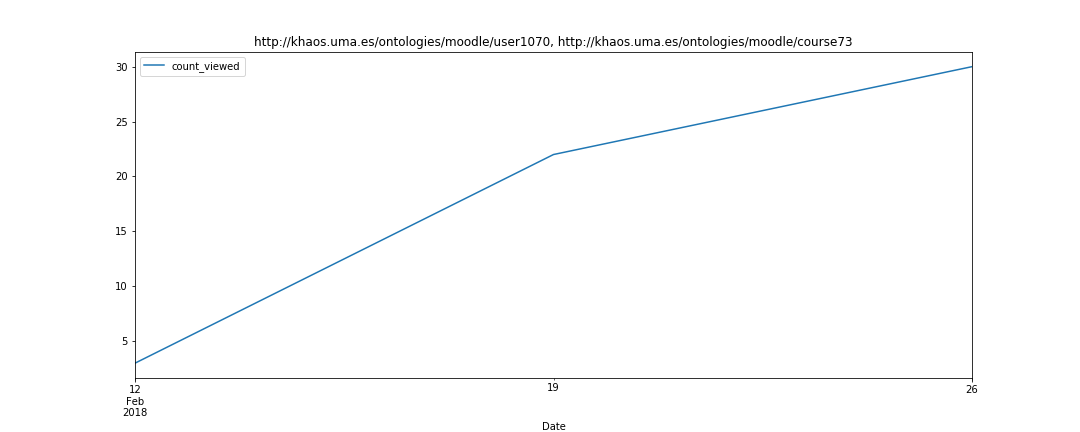 http://khaos.uma.es/ontologies/moodle/user1070, http://khaos.uma.es/ontologies/moodle/course73
count_viewed
30
25
20
15
10
5
12
Feb
2018
19
26
Date